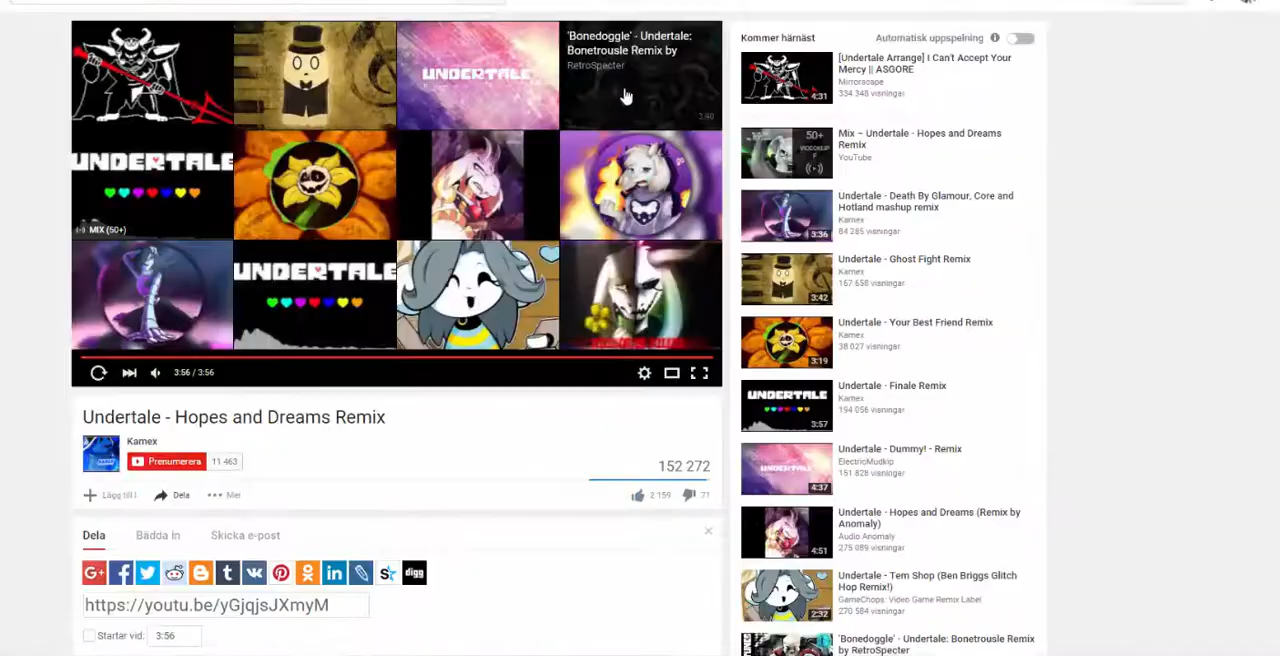 'Bonedoggle' - Undertale:
Bonetrousle Remix by
RetroSpecter
3:40
UNDERTALE
UNDERTALE
MIX (50+)
UNDERTALE
3:56 / 3:56
Undertale - Hopes and Dreams Remix
Kamex
Prenumerera 11 463
152 272
Lägg till i Dela Mer
2 159 71
Dela Bädda in Skicka e-post
G+ t digg
https://youtu.be/yGjqjsJXmyM
Startar vid: 3:56
Kommer härnäst Automatisk uppspelning
[Undertale Arrange] I Can't Accept Your
Mercy || ASGORE
Mirrorscape
334 348 visningar
4:31
Mix – Undertale - Hopes and Dreams
Remix
YouTube
50+
Undertale - Death By Glamour, Core and
Hotland mashup remix
Kamex
84 285 visningar
3:36
Undertale - Ghost Fight Remix
Kamex
167 658 visningar
3:42
Undertale - Your Best Friend Remix
Kamex
38 027 visningar
3:19
Undertale - Finale Remix
Kamex
194 056 visningar
UNDERTALE
3:57
Undertale - Dummy! - Remix
ElectricMudkip
151 828 visningar
4:37
Undertale - Hopes and Dreams (Remix by
Anomaly)
Audio Anomaly
275 089 visningar
4:51
Undertale - Tem Shop (Ben Briggs Glitch
Hop Remix!)
GameChops: Video Game Remix Label
270 584 visningar
2:32
'Bonedoggle' - Undertale: Bonetrousle Remix
by RetroSpecter